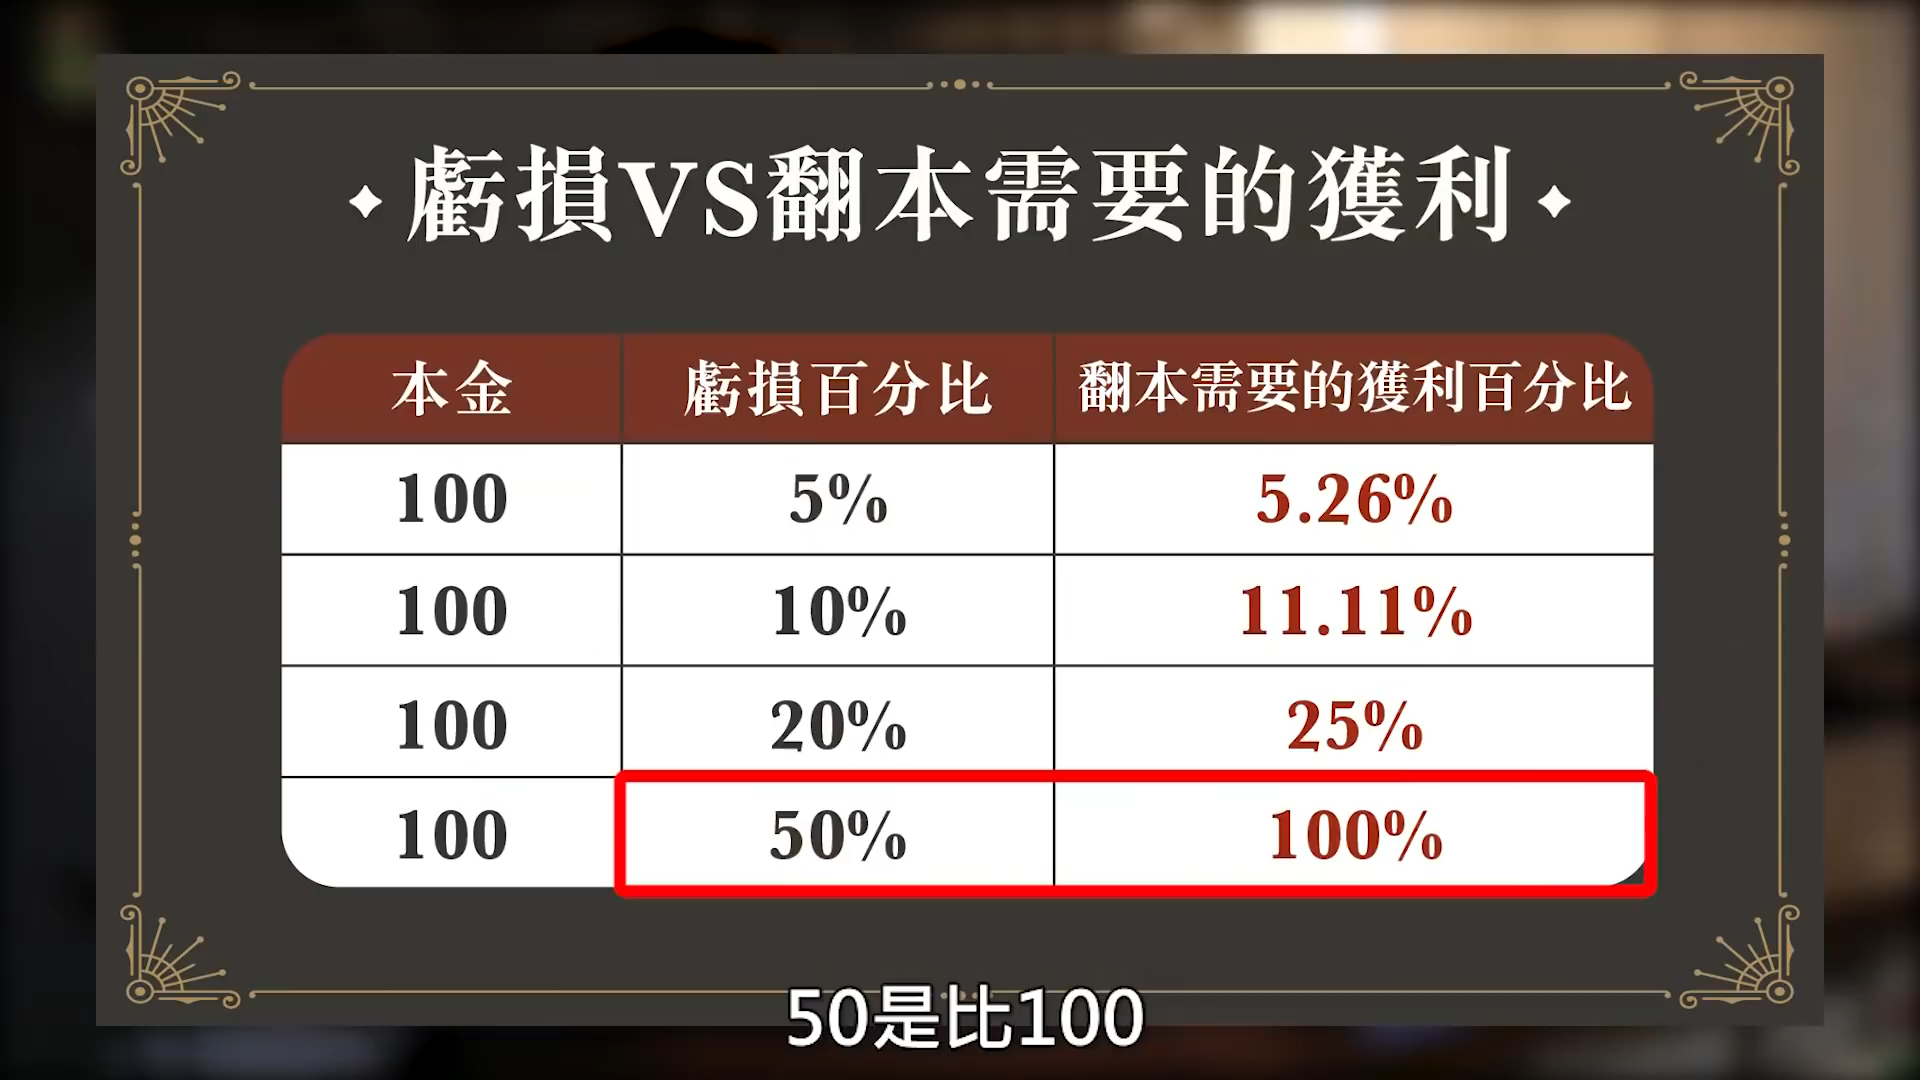 虧損VS翻本需要的獲利
本金 虧損百分比 翻本需要的獲利百分比
100 5% 5.26%
100 10% 11.11%
100 20% 25%
100 50% 100%
50是比100